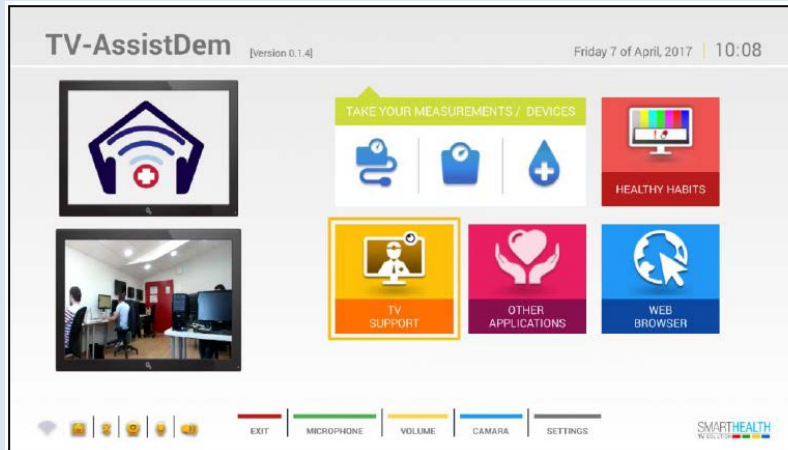 TV-AssistDem [Version 0.1.4]
Friday 7 of April, 2017 | 10:08
TAKE YOUR MEASUREMENTS / DEVICES
HEALTHY HABITS
TV
SUPPORT
OTHER
APPLICATIONS
WEB
BROWSER
EXIT
MICROPHONE
VOLUME
CAMARA
SETTINGS
SMARTHEALTH